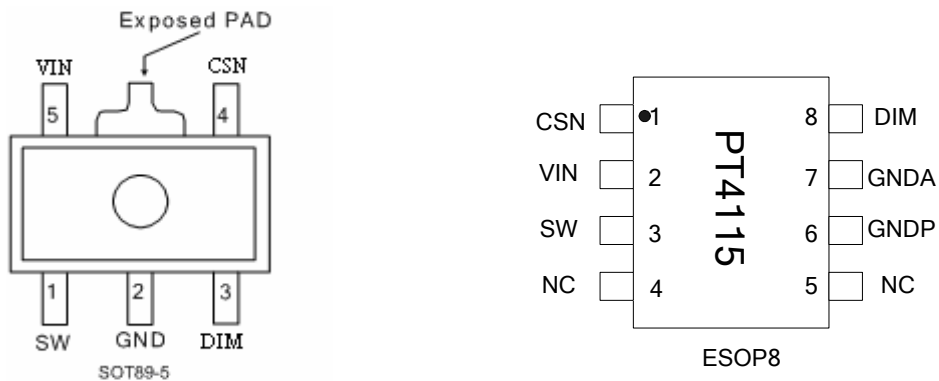 Exposed PAD
VIN
CSN
5
4
1
2
3
SW
GND
DIM
SOT89-5
CSN
1
8
DIM
VIN
2
7
GNDA
SW
3
6
GNDP
NC
4
5
NC
PT4115
ESOP8